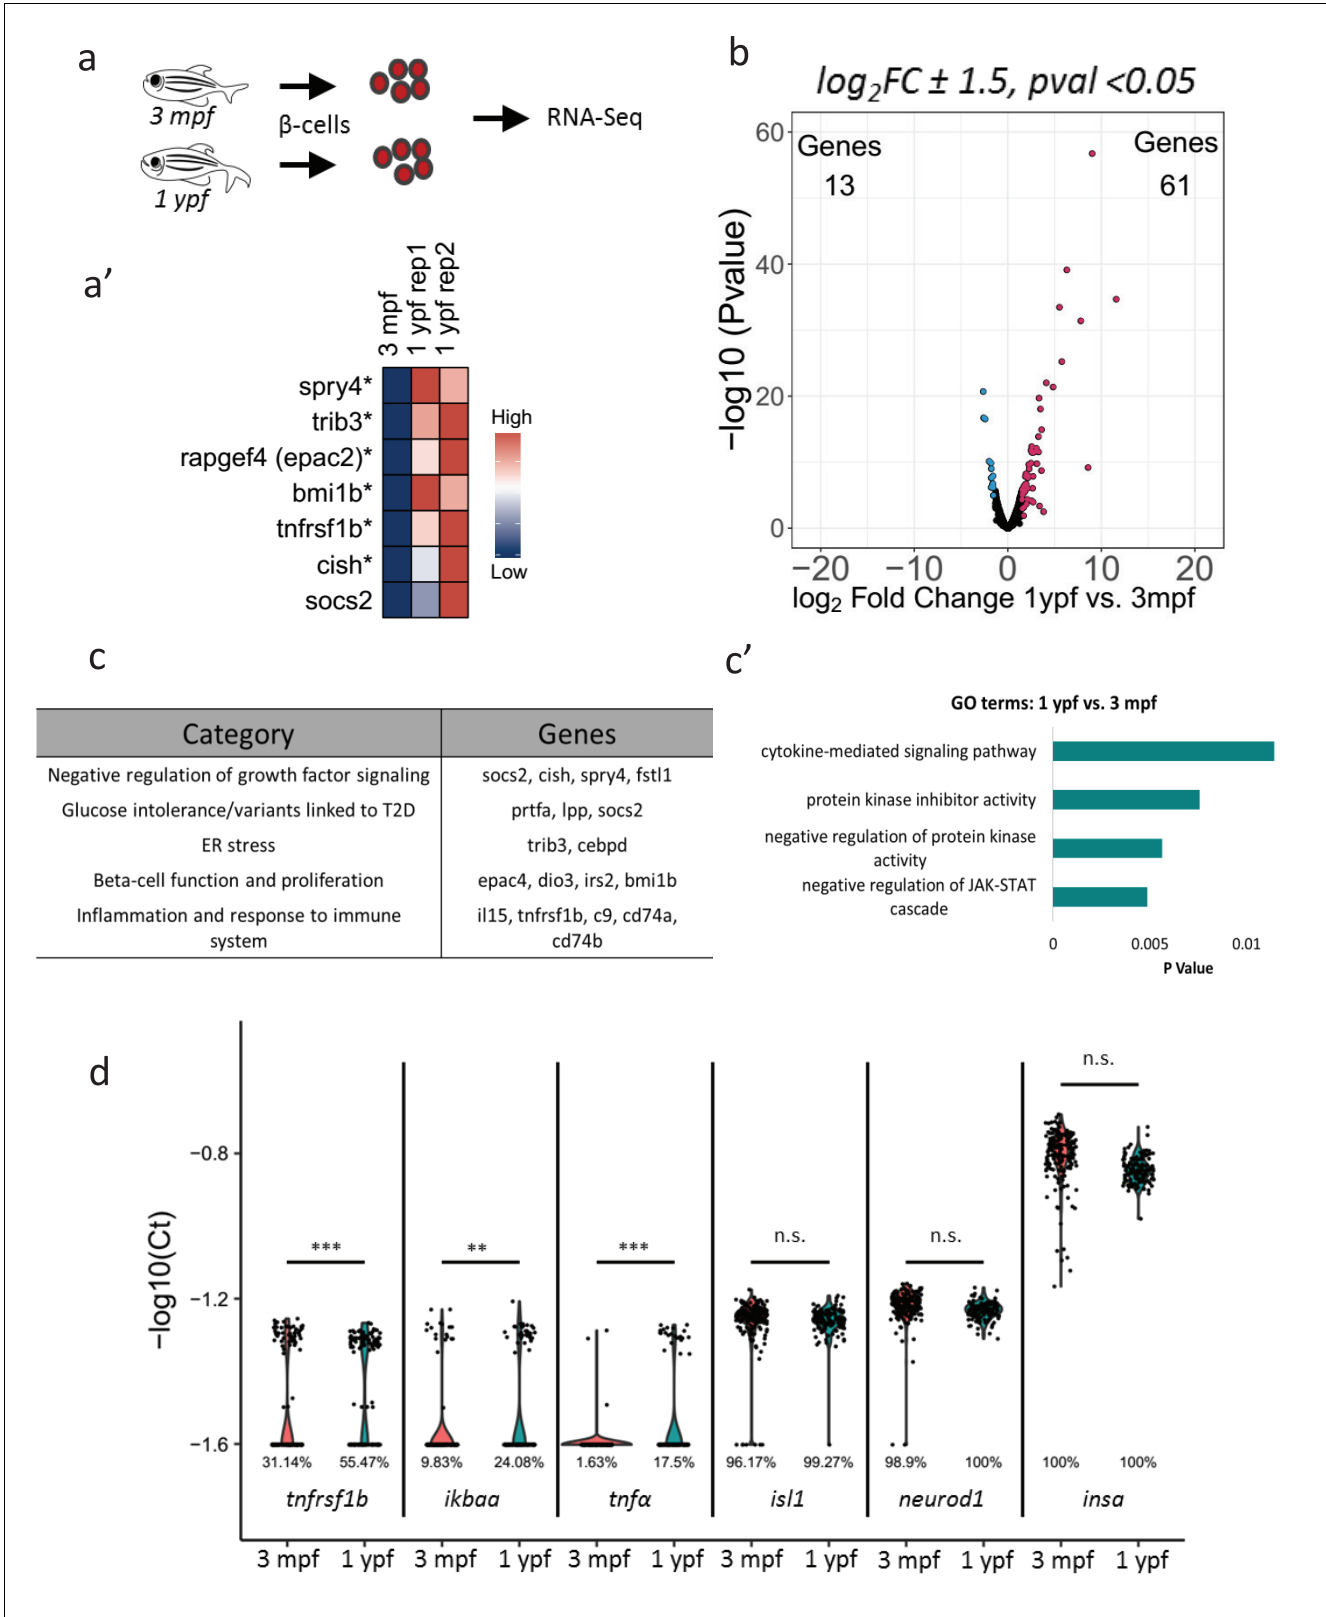 a
3 mpf
β-cells
RNA-Seq
1 ypf
a’
3 mpf
1 ypf rep1
1 ypf rep2
spry4*
trib3*
rapgef4 (epac2)*
bmi1b*
tnfrsf1b*
cish*
socs2
High
Low
b
log2FC ± 1.5, pval <0.05
Genes
13
Genes
61
−log10 (Pvalue)
60
40
20
0
−20 −10 0 10 20
log2 Fold Change 1ypf vs. 3mpf
c
Category Genes
Negative regulation of growth factor signaling socs2, cish, spry4, fstl1
Glucose intolerance/variants linked to T2D prtfa, lpp, socs2
ER stress trib3, cebpd
Beta-cell function and proliferation epac4, dio3, irs2, bmi1b
Inflammation and response to immune il15, tnfrsf1b, c9, cd74a,
system cd74b
c’
GO terms: 1 ypf vs. 3 mpf
cytokine-mediated signaling pathway
protein kinase inhibitor activity
negative regulation of protein kinase
activity
negative regulation of JAK-STAT
cascade
0 0.005 0.01
P Value
d
−log10(Ct)
−0.8
−1.2
−1.6
*** ** *** n.s. n.s. n.s.
31.14% 55.47% 9.83% 24.08% 1.63% 17.5% 96.17% 99.27% 98.9% 100% 100% 100%
tnfrsf1b ikbaa tnfα isl1 neurod1 insa
3 mpf 1 ypf 3 mpf 1 ypf 3 mpf 1 ypf 3 mpf 1 ypf 3 mpf 1 ypf 3 mpf 1 ypf